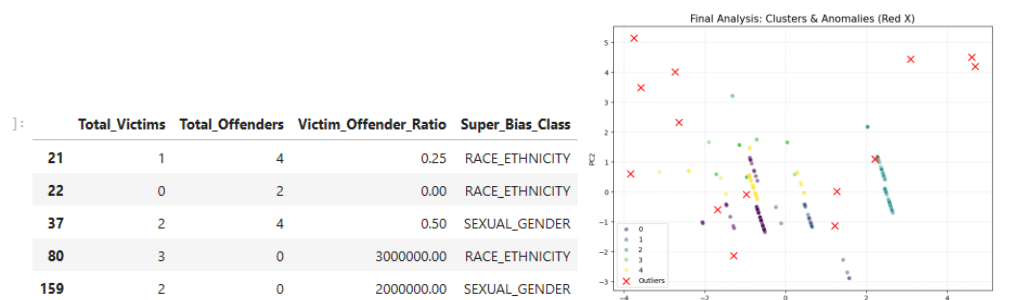 Final Analysis: Clusters & Anomalies (Red X)
]:
Total_Victims Total_Offenders Victim_Offender_Ratio Super_Bias_Class
21 1 4 0.25 RACE_ETHNICITY
22 0 2 0.00 RACE_ETHNICITY
37 2 4 0.50 SEXUAL_GENDER
80 3 0 3000000.00 RACE_ETHNICITY
159 2 0 2000000.00 SEXUAL_GENDER
5
4
3
2
1
0
−1
−2
−3
PC2
0
1
2
3
4
Outliers
−4 −2 0 2 4